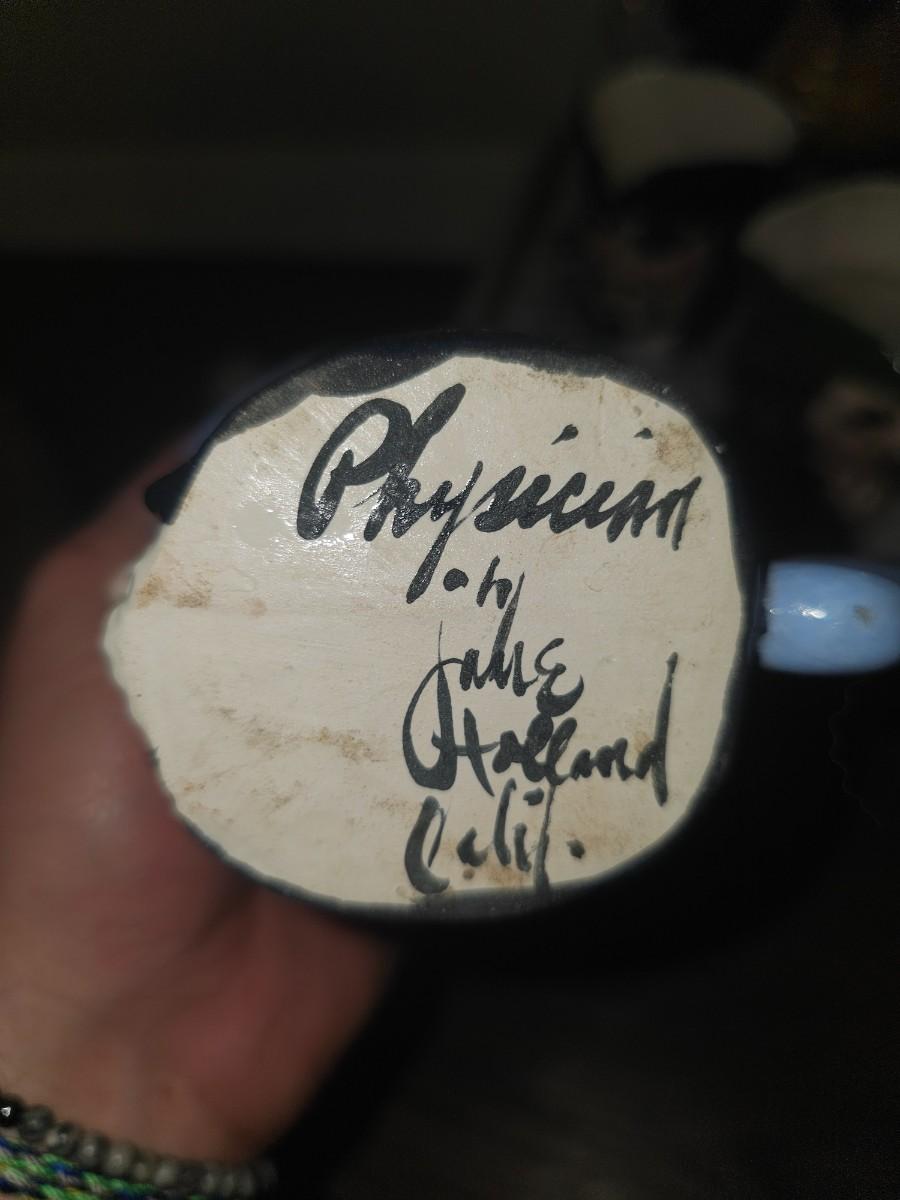 Physician
by
Jane
Holland
Calif.